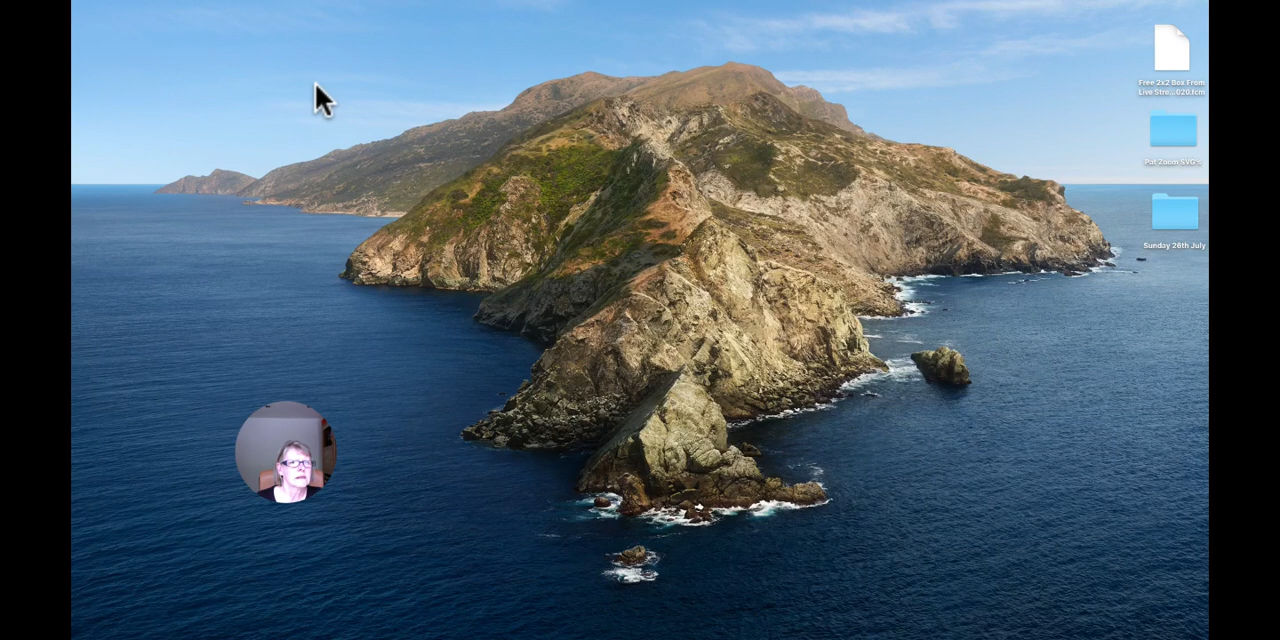 Free 2x2 Box From
Live Stre...020.fcm
Pat Zoom SVG's
Sunday 26th July